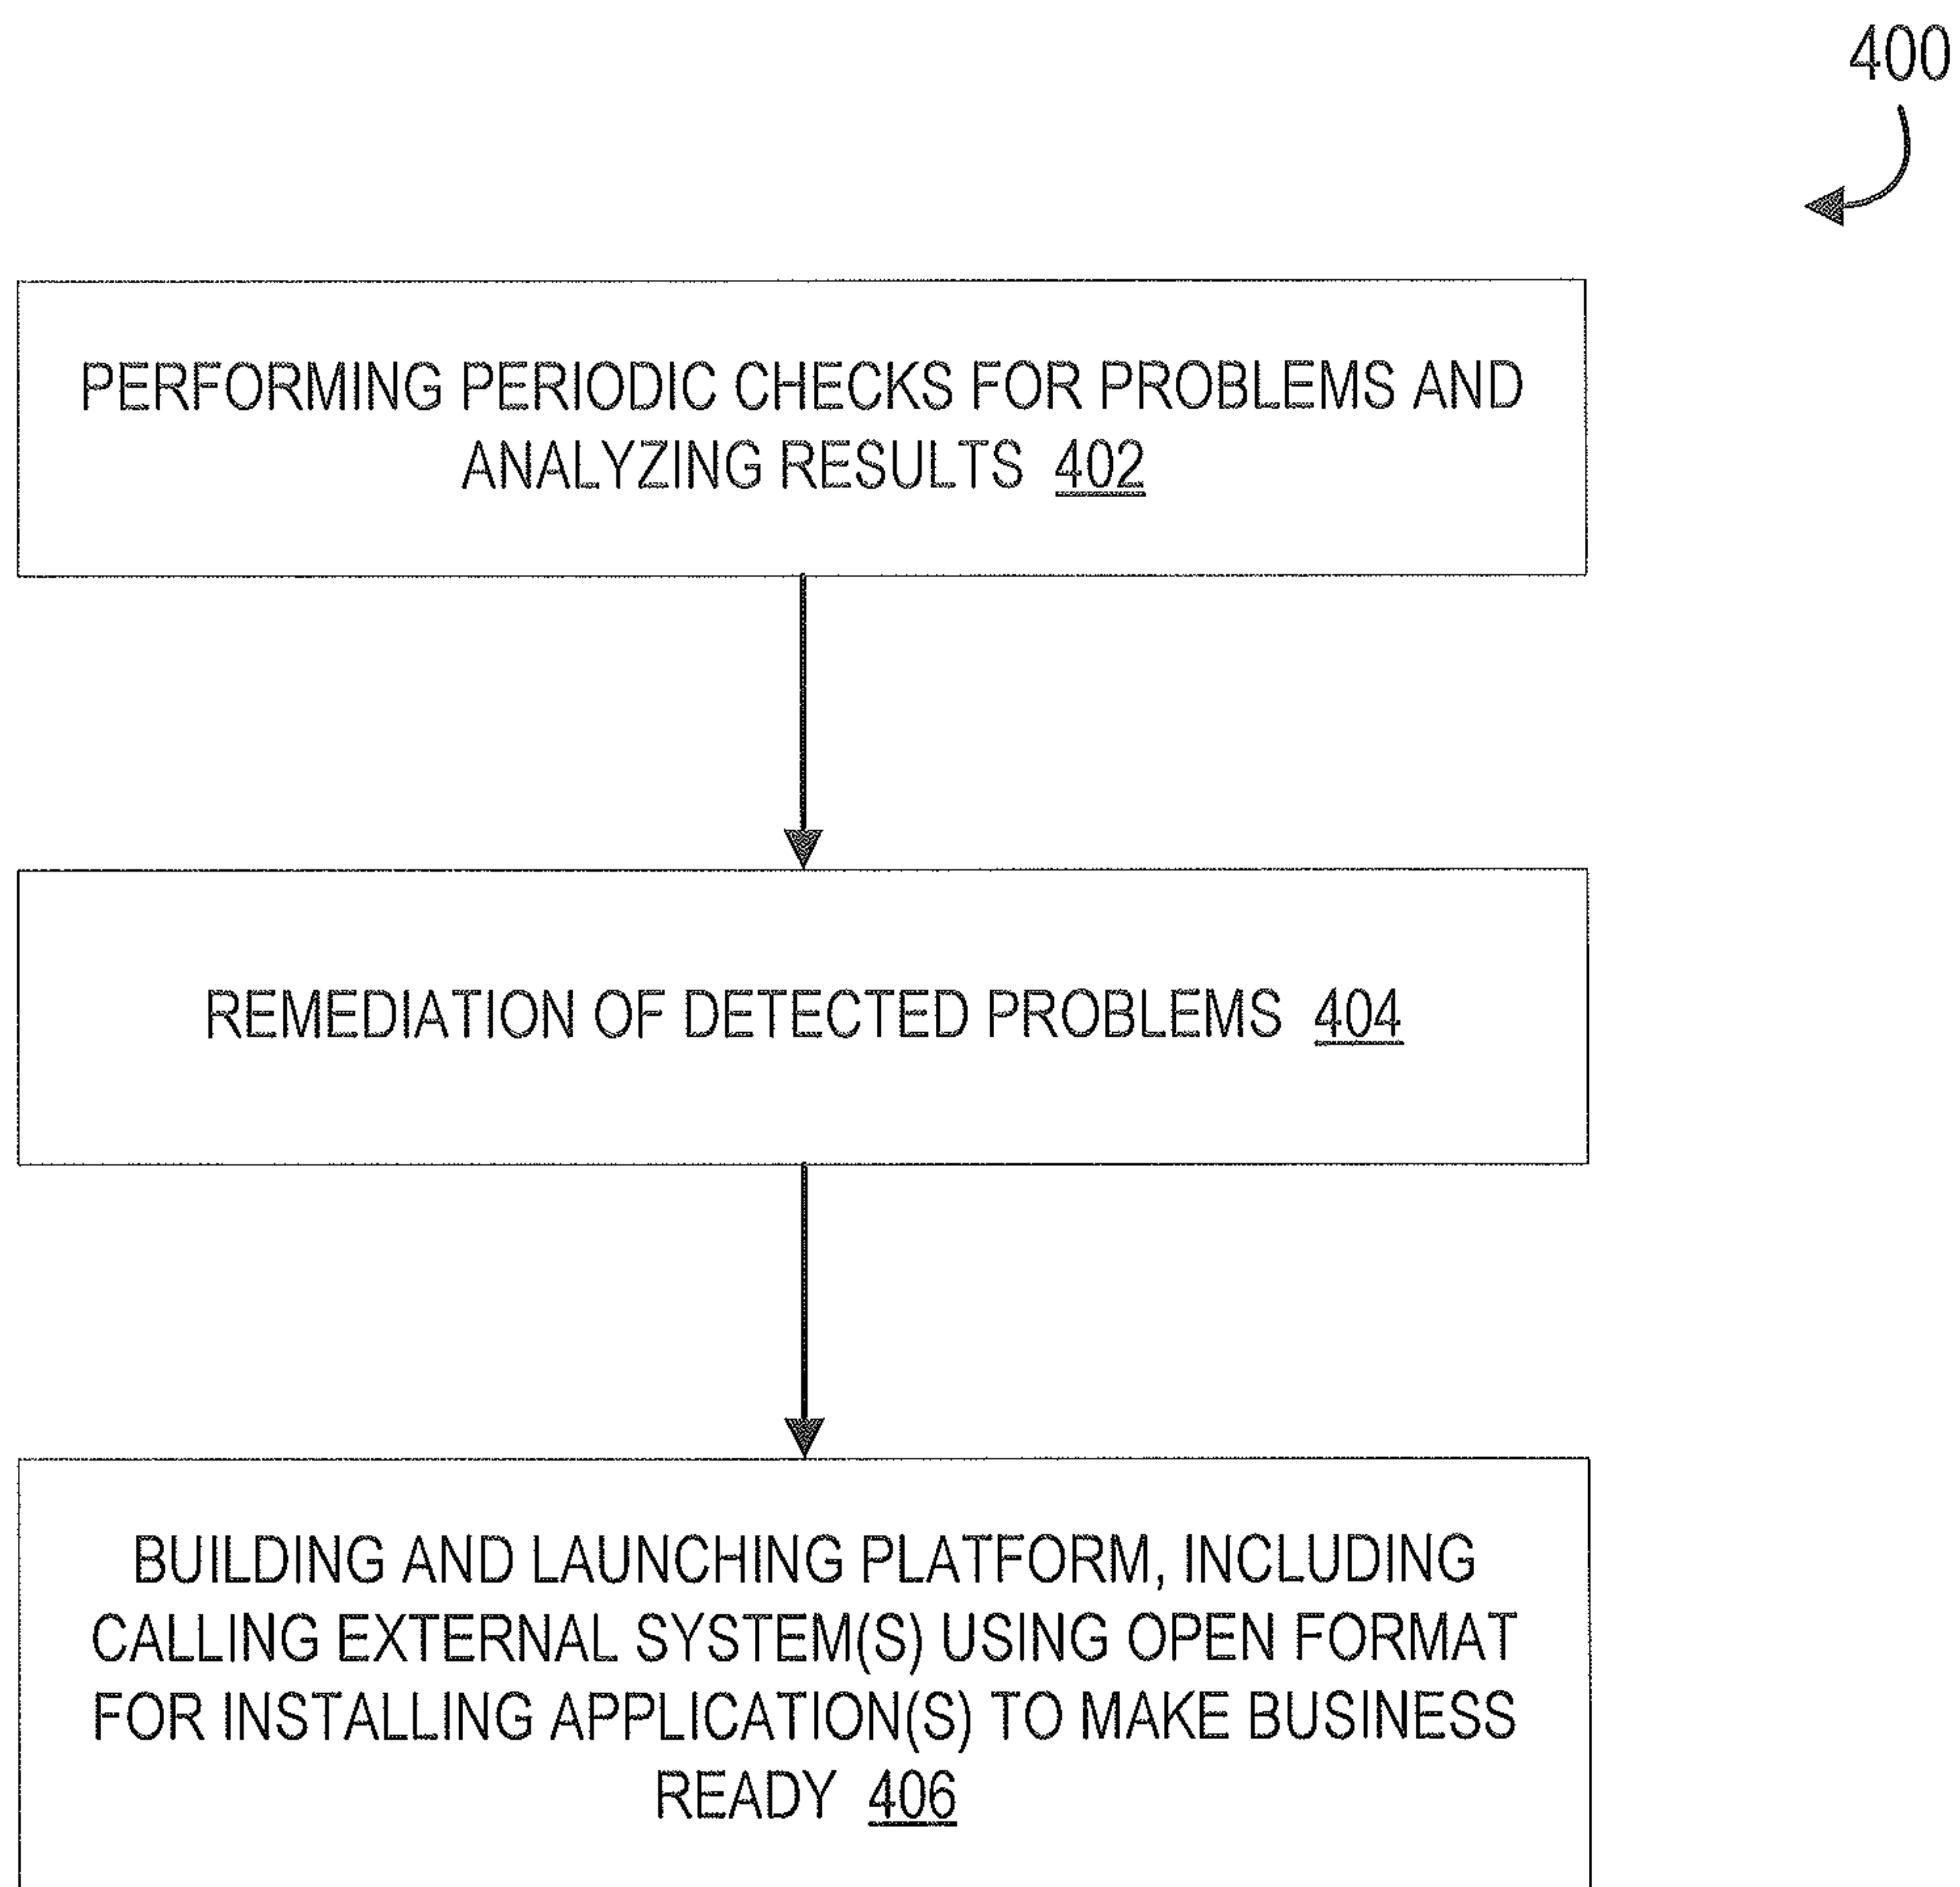 400
PERFORMING PERIODIC CHECKS FOR PROBLEMS AND
ANALYZING RESULTS 402
REMEDIATION OF DETECTED PROBLEMS 404
BUILDING AND LAUNCHING PLATFORM, INCLUDING
CALLING EXTERNAL SYSTEM(S) USING OPEN FORMAT
FOR INSTALLING APPLICATION(S) TO MAKE BUSINESS
READY 406